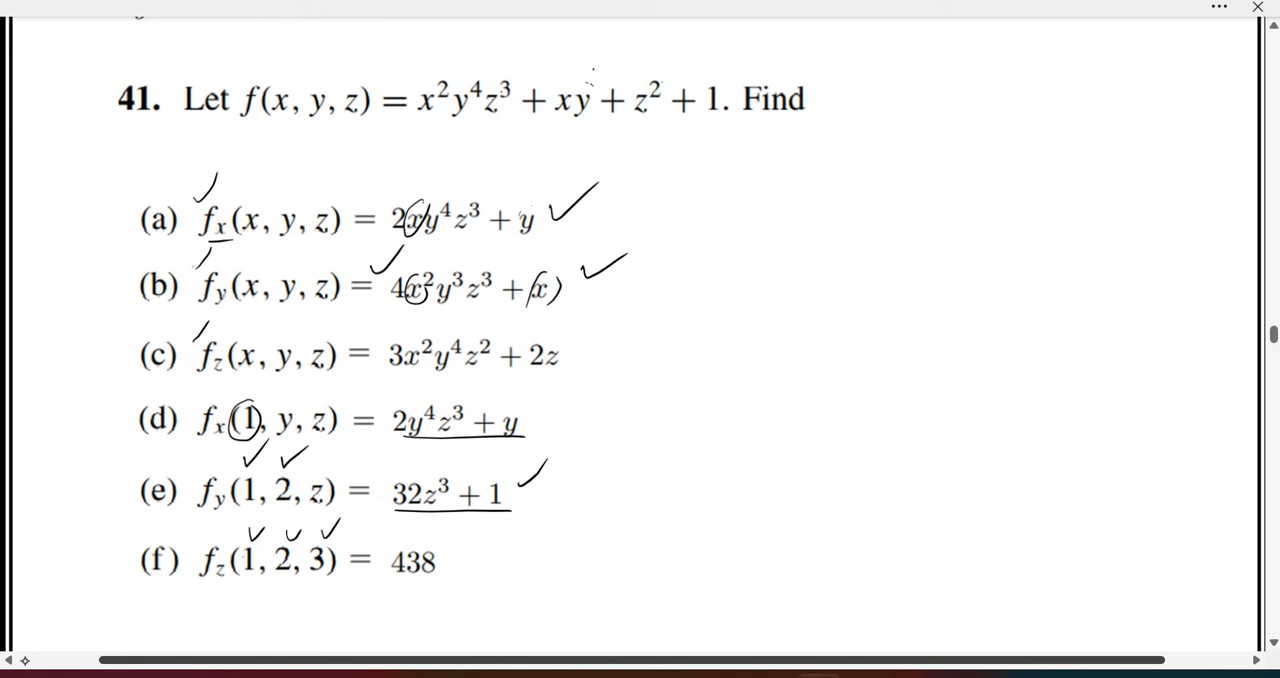 41. Let f(x, y, z) = x²y⁴z³ + xy + z² + 1. Find
(a) fₓ(x, y, z) = 2xy⁴z³ + y
(b) f_y(x, y, z) = 4x²y³z³ + x
(c) f_z(x, y, z) = 3x²y⁴z² + 2z
(d) fₓ(1, y, z) = 2y⁴z³ + y
(e) f_y(1, 2, z) = 32z³ + 1
(f) f_z(1, 2, 3) = 438